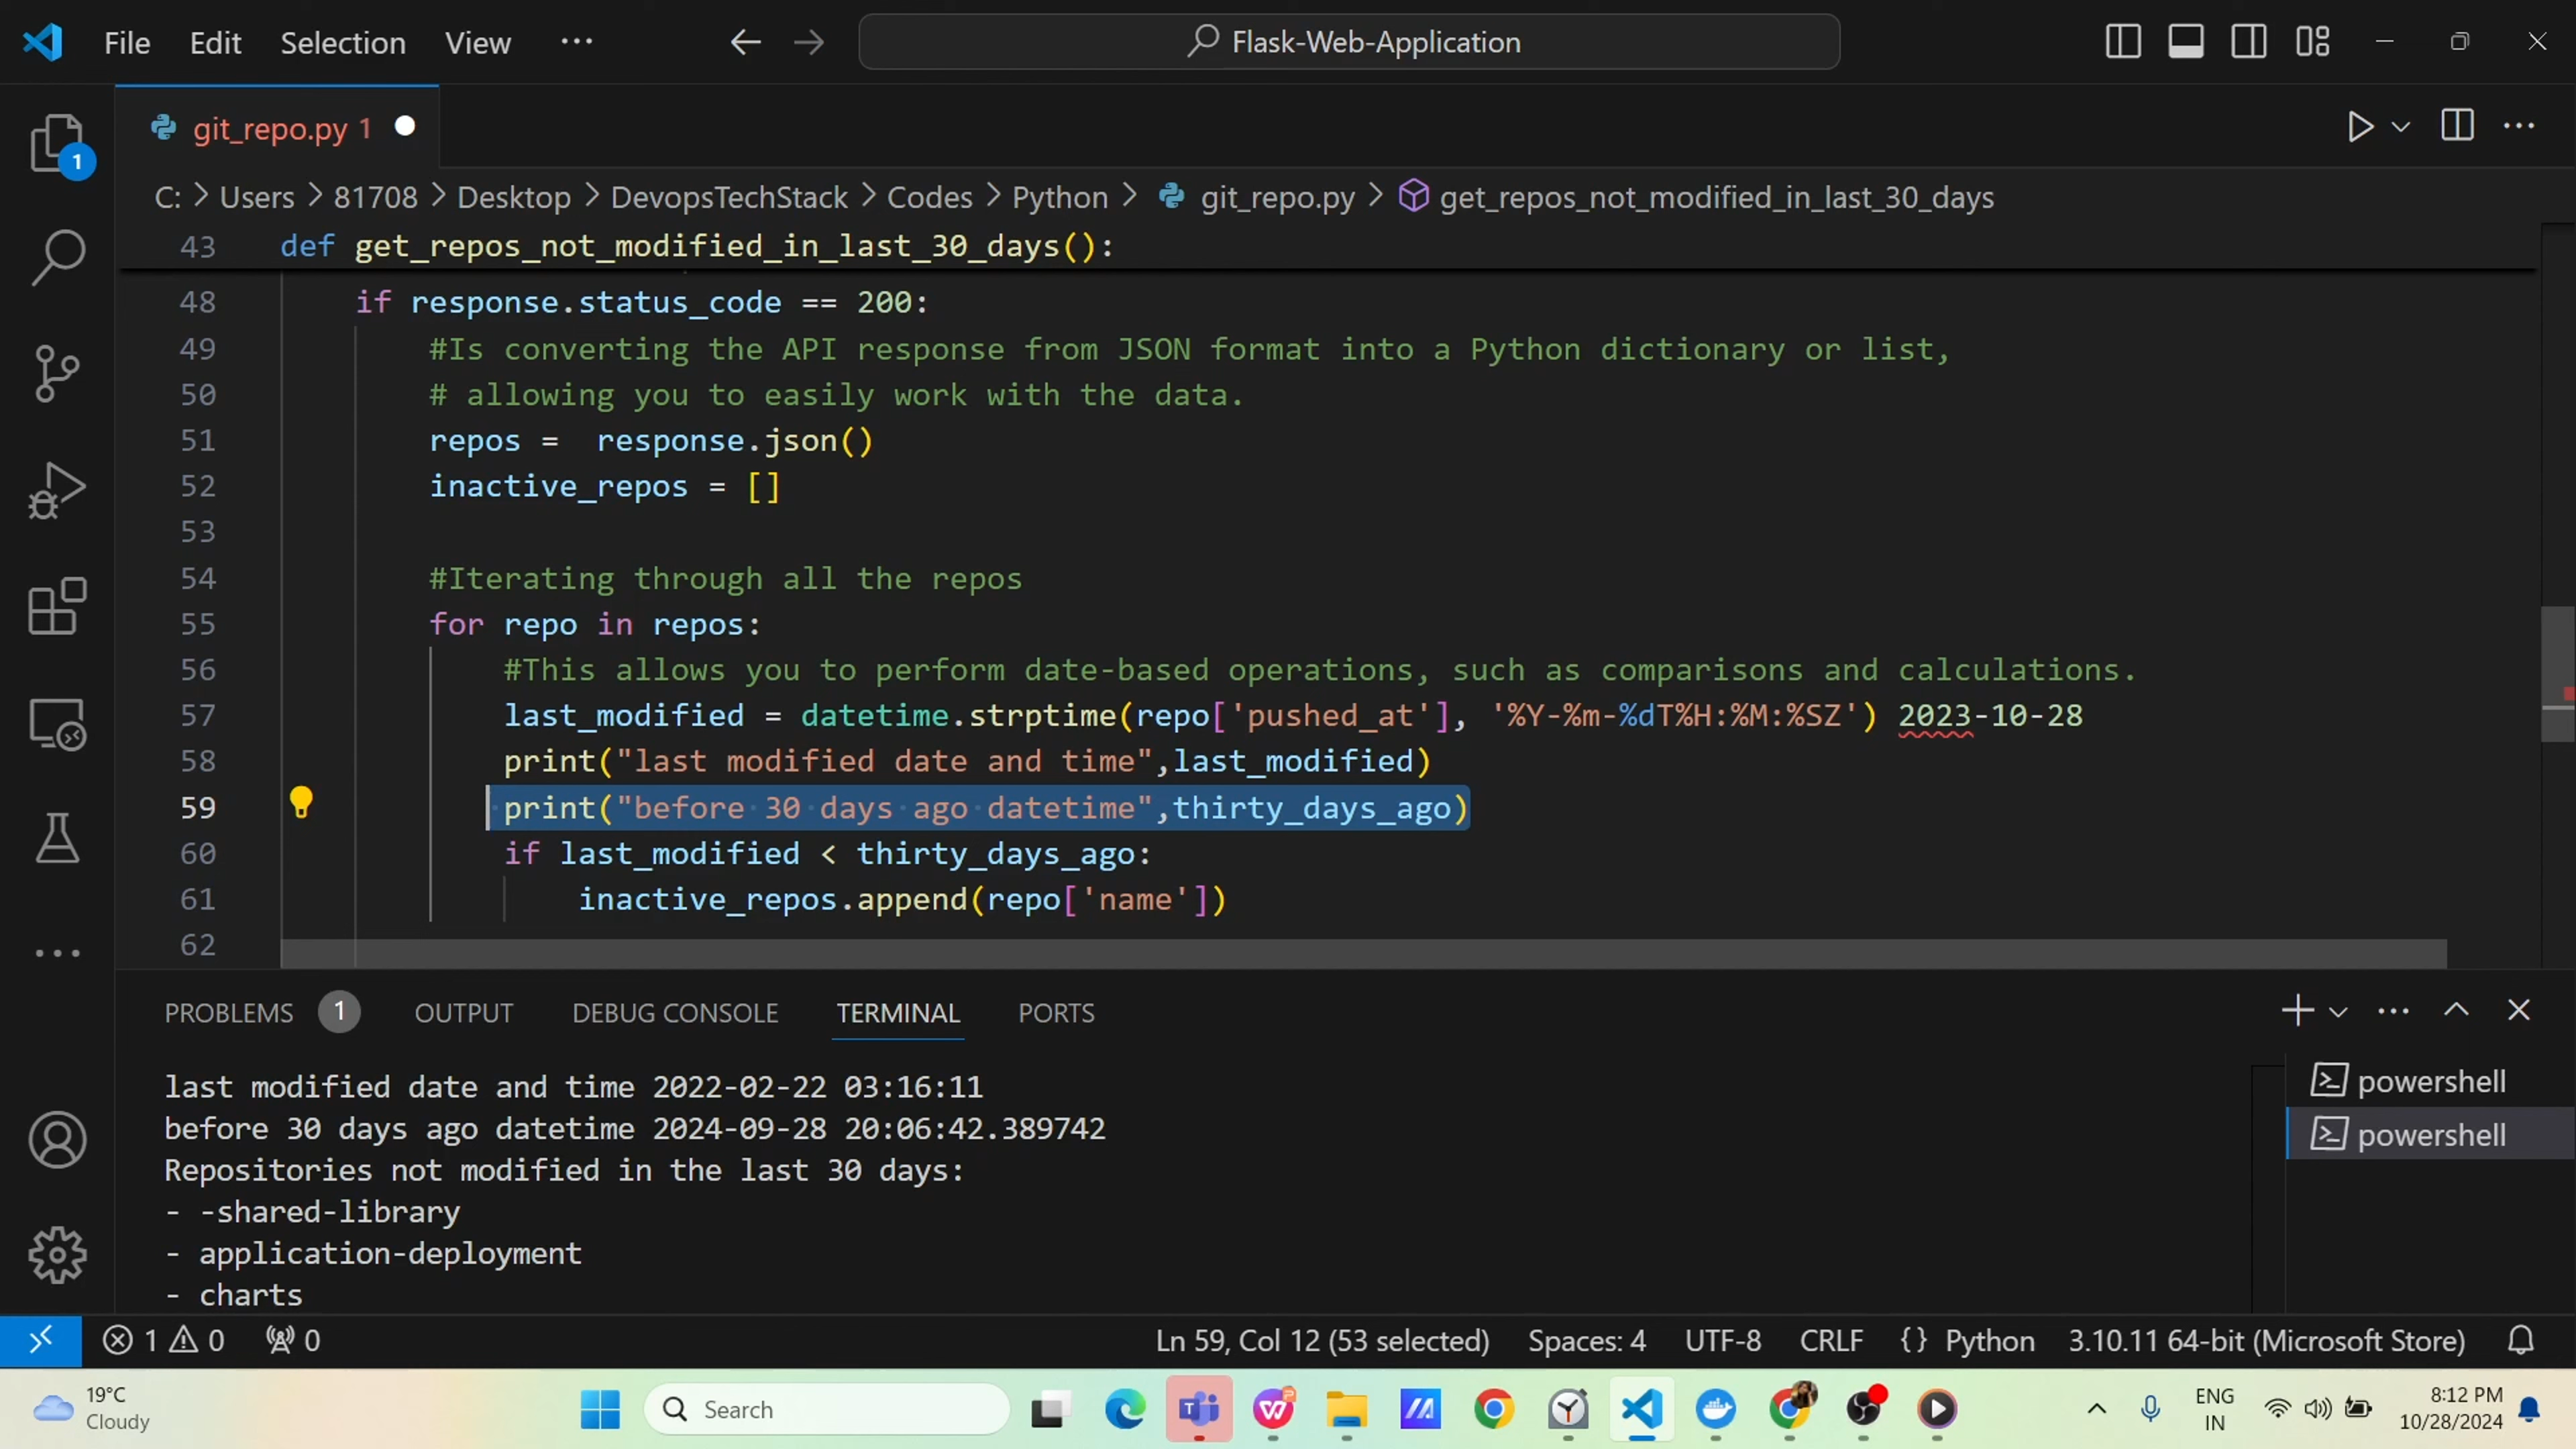 File Edit Selection View ··· Flask-Web-Application
git_repo.py 1
C: > Users > 81708 > Desktop > DevopsTechStack > Codes > Python > git_repo.py > get_repos_not_modified_in_last_30_days
43 def get_repos_not_modified_in_last_30_days():
48 if response.status_code == 200:
49 #Is converting the API response from JSON format into a Python dictionary or list,
50 # allowing you to easily work with the data.
51 repos =  response.json()
52 inactive_repos = []
53
54 #Iterating through all the repos
55 for repo in repos:
56 #This allows you to perform date-based operations, such as comparisons and calculations.
57 last_modified = datetime.strptime(repo['pushed_at'], '%Y-%m-%dT%H:%M:%SZ') 2023-10-28
58 print("last modified date and time",last_modified)
59 print("before 30 days ago datetime",thirty_days_ago)
60 if last_modified < thirty_days_ago:
61 inactive_repos.append(repo['name'])
62
PROBLEMS 1 OUTPUT DEBUG CONSOLE TERMINAL PORTS
last modified date and time 2022-02-22 03:16:11
before 30 days ago datetime 2024-09-28 20:06:42.389742
Repositories not modified in the last 30 days:
- -shared-library
- application-deployment
- charts
powershell
powershell
1 0 0 Ln 59, Col 12 (53 selected) Spaces: 4 UTF-8 CRLF {} Python 3.10.11 64-bit (Microsoft Store)
19°C
Cloudy
Search
ENG
IN
8:12 PM
10/28/2024